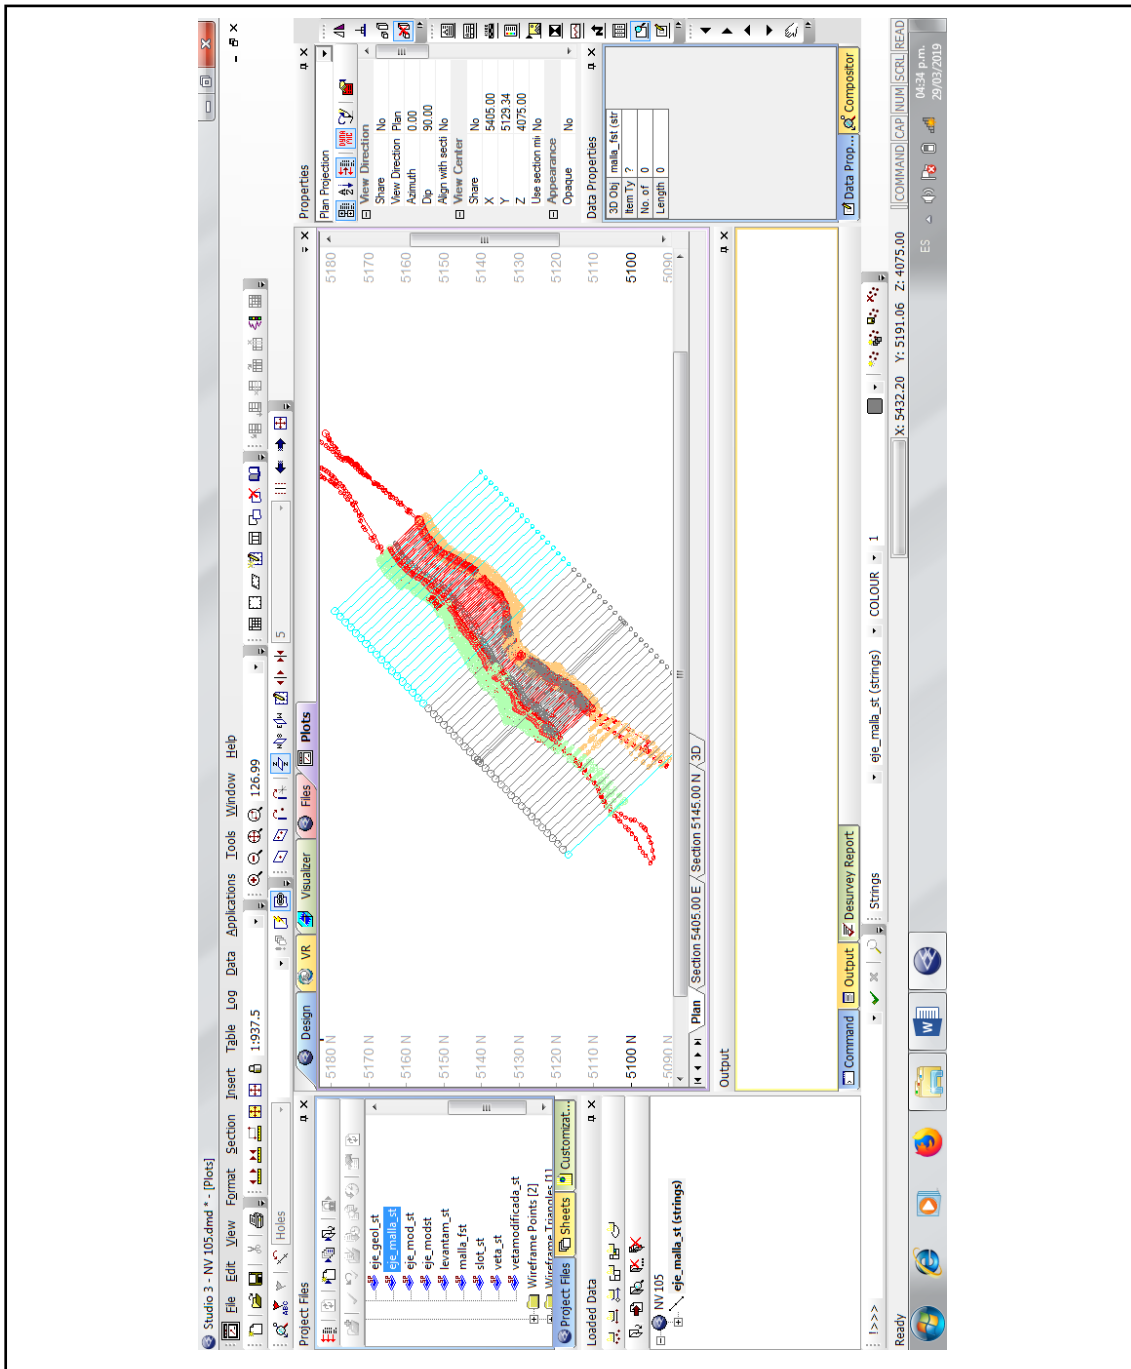 Studio 3 - NV 105.dmd * - [Plots]
File Edit View Format Section Insert Table Log Data Applications Tools Window Help
1:937.5
126.99
Holes
5
Project Files
eje_geol_st
eje_malla_st
eje_mod_st
eje_modst
levantam_st
malla_fst
slot_st
veta_st
vetamodificada_st
Wireframe Points [2]
Wireframe Triangles [1]
Project Files Sheets Customizat...
Loaded Data
NV 105
eje_malla_st (strings)
Design VR Visualizer Files Plots
5180 N 5180
5170 N 5170
5160 N 5160
5150 N 5150
5140 N 5140
5130 N 5130
5120 N 5120
5110 N 5110
5100 N 5100
5090 N 5090
Plan Section 5405.00 E Section 5145.00 N 3D
Output
Command Output Desurvey Report
Properties
Plan Projection
View Direction
Share No
View Direction Plan
Azimuth 0.00
Dip 90.00
Align with secti No
View Center
Share No
X 5405.00
Y 5129.34
Z 4075.00
Use section mi No
Appearance
Opaque No
Data Properties
3D Obj malla_fst (str
Item Ty ?
No. of 0
Length 0
Data Prop... Compositor
!>>>
Strings eje_malla_st (strings) COLOUR 1
Ready
X: 5432.20 Y: 5191.06 Z: 4075.00 COMMAND CAP NUM SCRL READ
ES
04:34 p.m.
29/03/2019